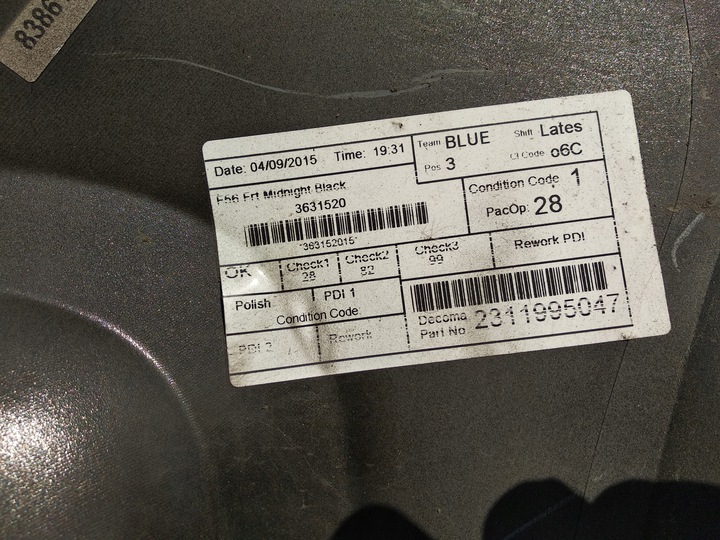 8386
Date: 04/09/2015 Time: 19:31
Team BLUE Shift Lates
Pos 3 Cl Code o6C
F56 Frt Midnight Black
3631520
*363152015*
Condition Code 1
PacOp: 28
OK Check1 28 Check2 82 Check3 99 Rework PDI
Polish PDI 1
Condition Code:
PDI 2 Rework
Decoma
Part No 2311995047